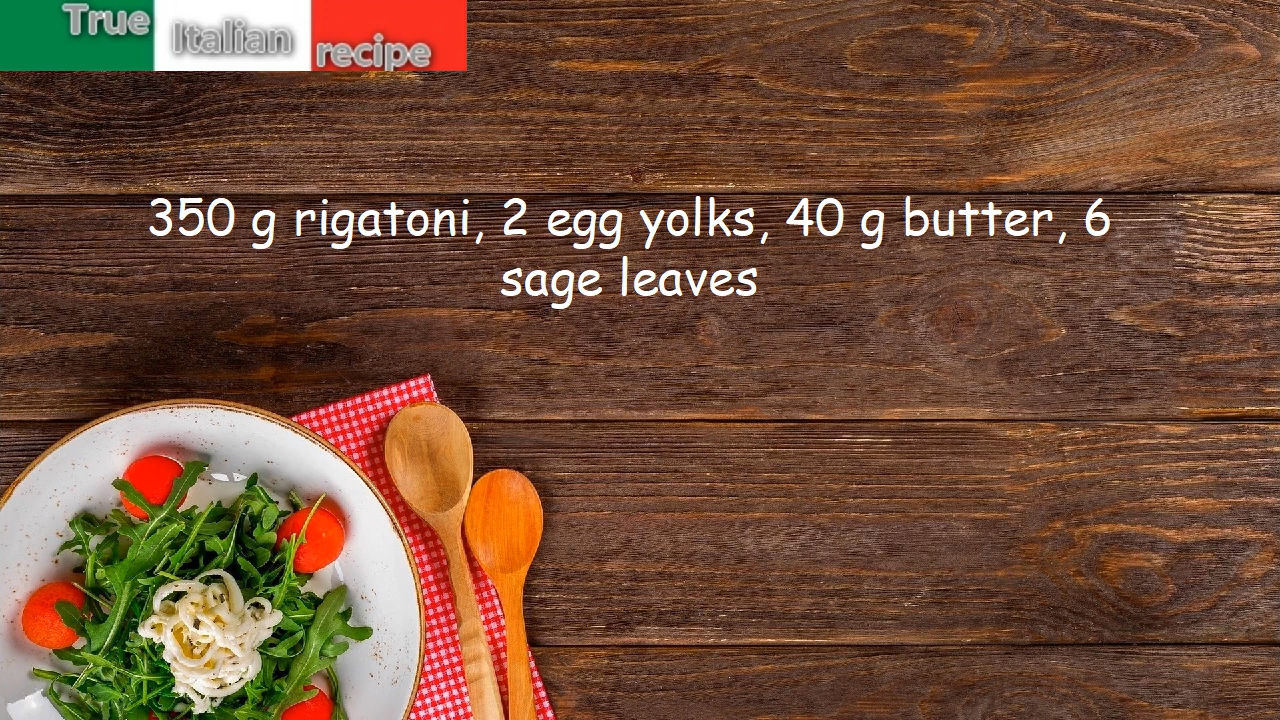 True Italian recipe
350 g rigatoni, 2 egg yolks, 40 g butter, 6
sage leaves